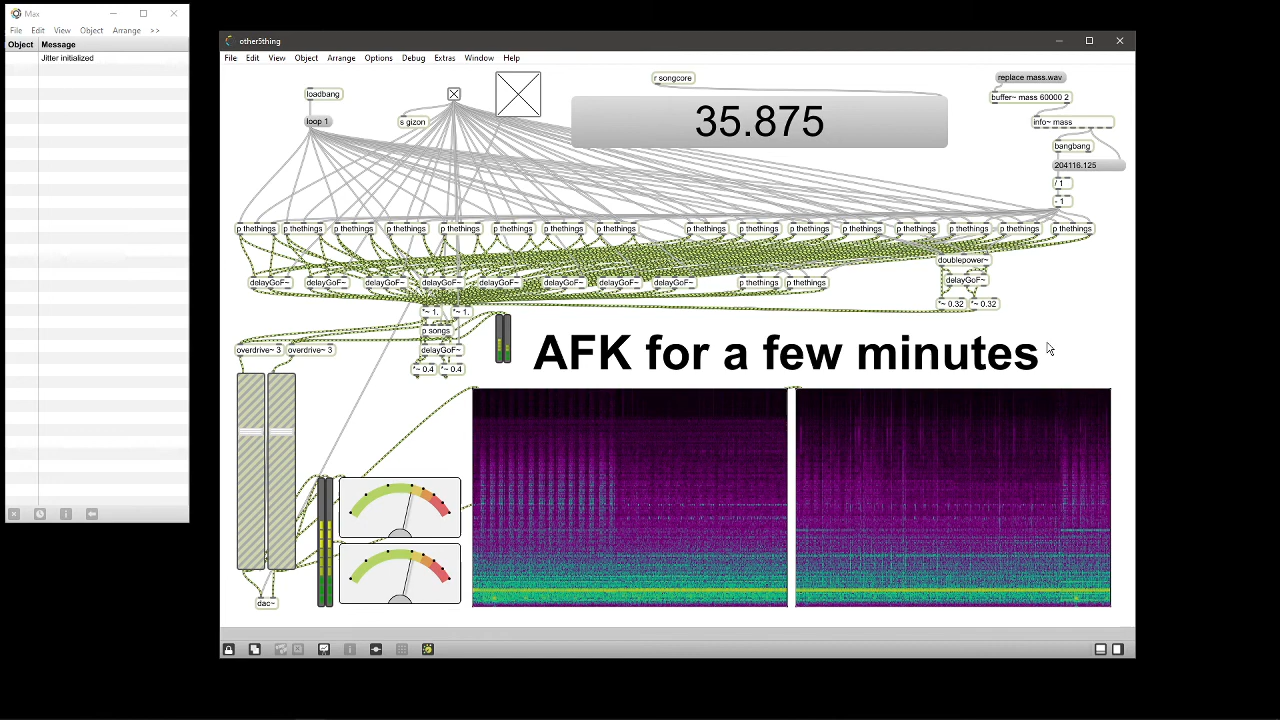 Max
File Edit View Object Arrange >>
Object Message
Jitter initialized
other5thing
File Edit View Object Arrange Options Debug Extras Window Help
loadbang
loop 1
s gizon
r songcore
35.875
replace mass.wav
buffer~ mass 60000 2
info~ mass
bangbang
204116.125
/ 1
- 1
p thethings p thethings p thethings p thethings p thethings p thethings p thethings p thethings p thethings p thethings p thethings p thethings p thethings p thethings p thethings p thethings
doublepower~
delayGoF~ delayGoF~ delayGoF~ delayGoF~ delayGoF~ delayGoF~ delayGoF~ delayGoF~ p thethings p thethings delayGoF~
*~ 0.32 *~ 0.32
*~ 1. *~ 1.
p songs
overdrive~ 3 overdrive~ 3 delayGoF~
*~ 0.4 *~ 0.4
AFK for a few minutes
dac~